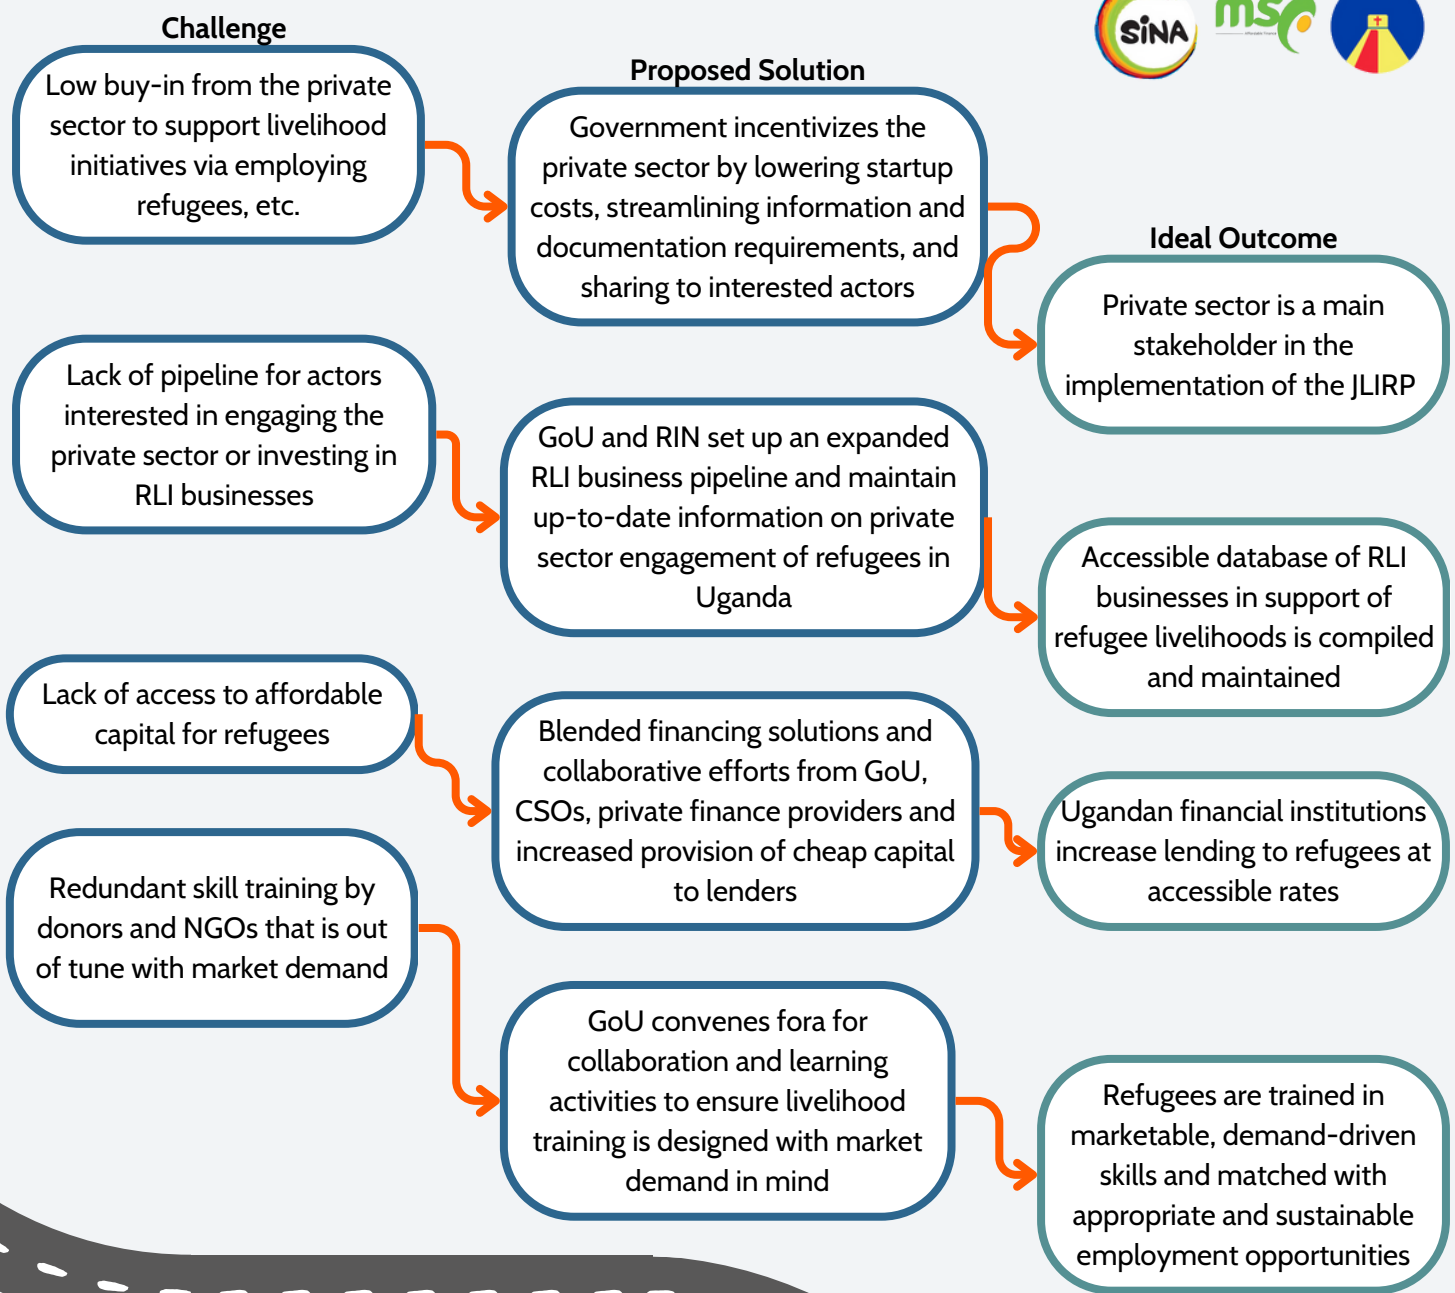 SiNA
Challenge
Low buy-in from the private
sector to support livelihood
initiatives via employing
refugees, etc.
Proposed Solution
Government incentivizes the
private sector by lowering startup
costs, streamlining information and
documentation requirements, and
sharing to interested actors
Ideal Outcome
Private sector is a main
stakeholder in the
implementation of the JLIRP
Lack of pipeline for actors
interested in engaging the
private sector or investing in
RLI businesses
GoU and RIN set up an expanded
RLI business pipeline and maintain
up-to-date information on private
sector engagement of refugees in
Uganda
Accessible database of RLI
businesses in support of
refugee livelihoods is compiled
and maintained
Lack of access to affordable
capital for refugees
Blended financing solutions and
collaborative efforts from GoU,
CSOs, private finance providers and
increased provision of cheap capital
to lenders
Ugandan financial institutions
increase lending to refugees at
accessible rates
Redundant skill training by
donors and NGOs that is out
of tune with market demand
GoU convenes fora for
collaboration and learning
activities to ensure livelihood
training is designed with market
demand in mind
Refugees are trained in
marketable, demand-driven
skills and matched with
appropriate and sustainable
employment opportunities